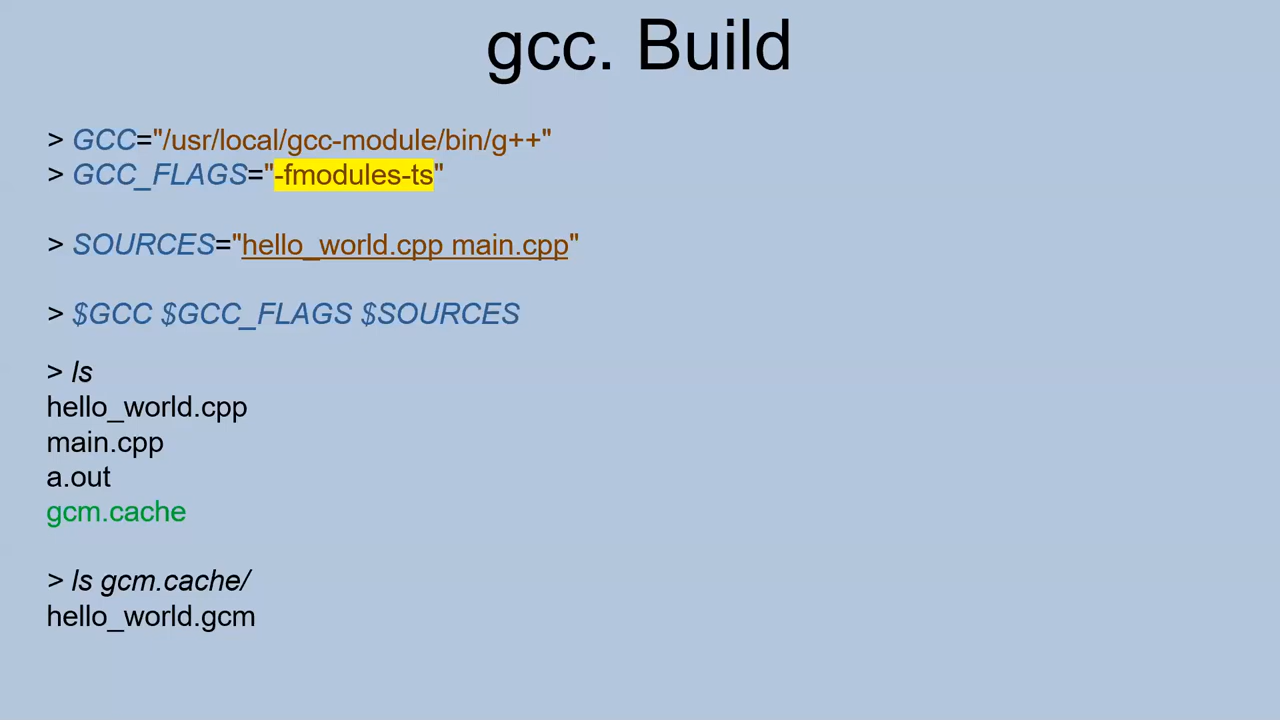 gcc. Build
> GCC="/usr/local/gcc-module/bin/g++"
> GCC_FLAGS="-fmodules-ts"
> SOURCES="hello_world.cpp main.cpp"
> $GCC $GCC_FLAGS $SOURCES
> ls
hello_world.cpp
main.cpp
a.out
gcm.cache
> ls gcm.cache/
hello_world.gcm